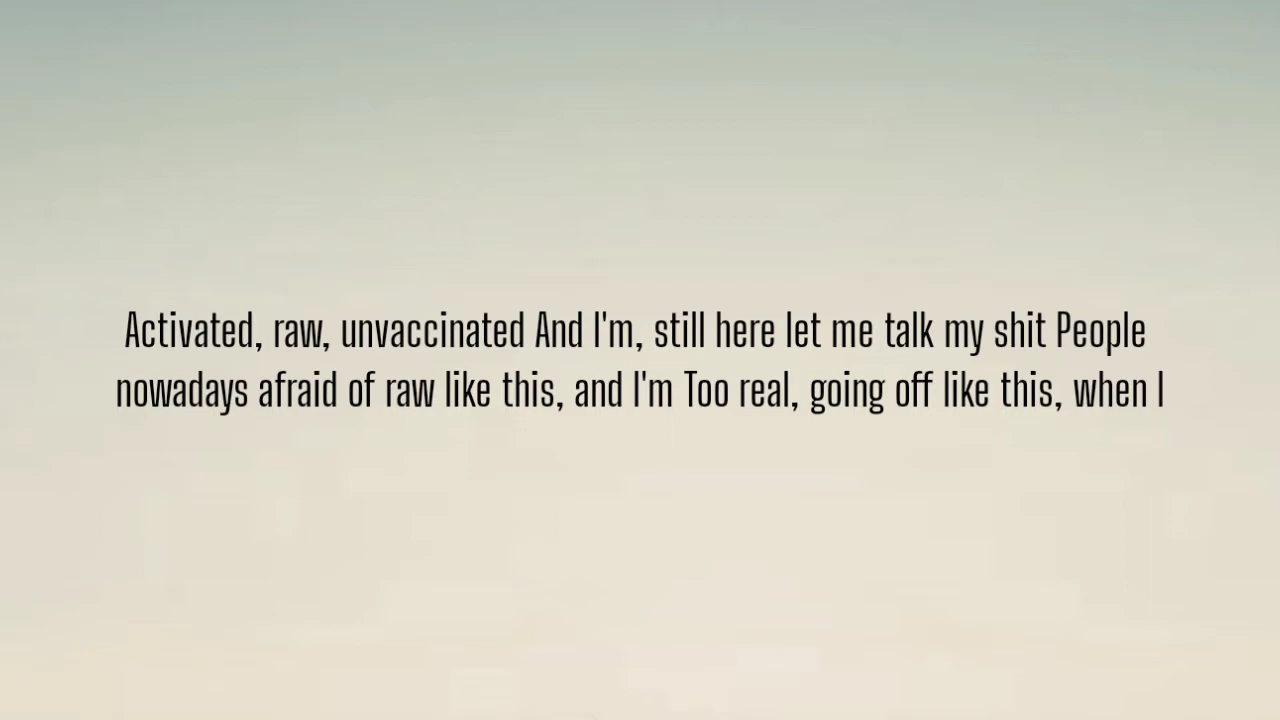 Activated, raw, unvaccinated And I'm, still here let me talk my shit People
nowadays afraid of raw like this, and I'm Too real, going off like this, when I